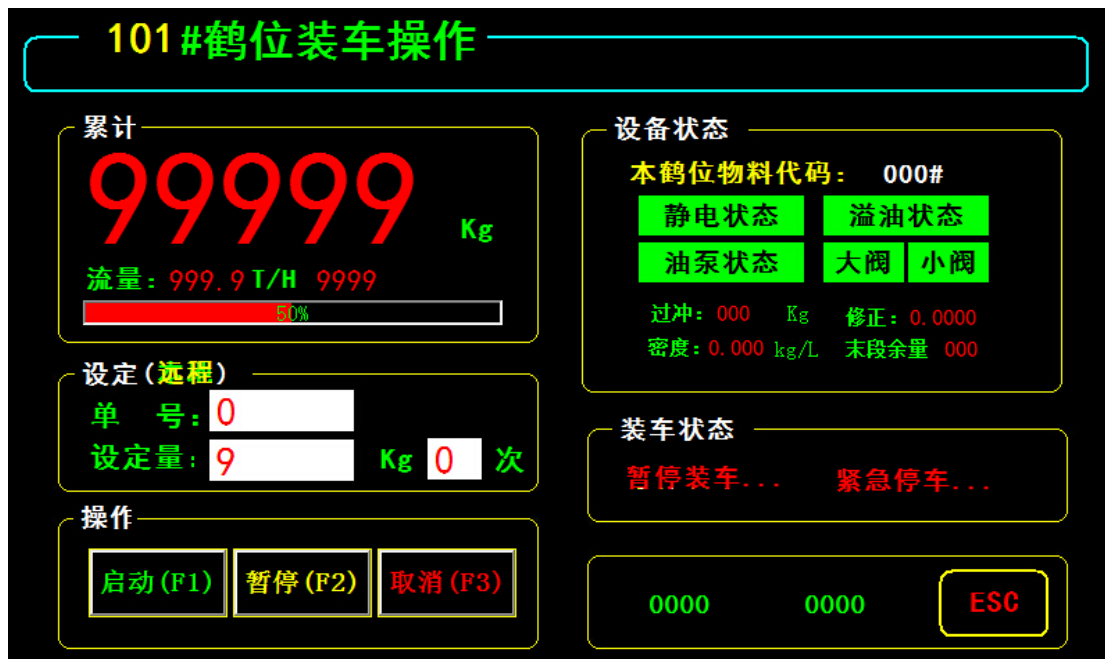 101#鹤位装车操作
累计
99999 Kg
流量: 999.9 T/H 9999
50%
设定(远程)
单 号: 0
设定量: 9 Kg 0 次
操作
启动(F1) 暂停(F2) 取消(F3)
设备状态
本鹤位物料代码: 000#
静电状态 溢油状态
油泵状态 大阀 小阀
过冲: 000 Kg 修正: 0.0000
密度: 0.000 kg/L 末段余量 000
装车状态
暂停装车... 紧急停车...
0000 0000 ESC